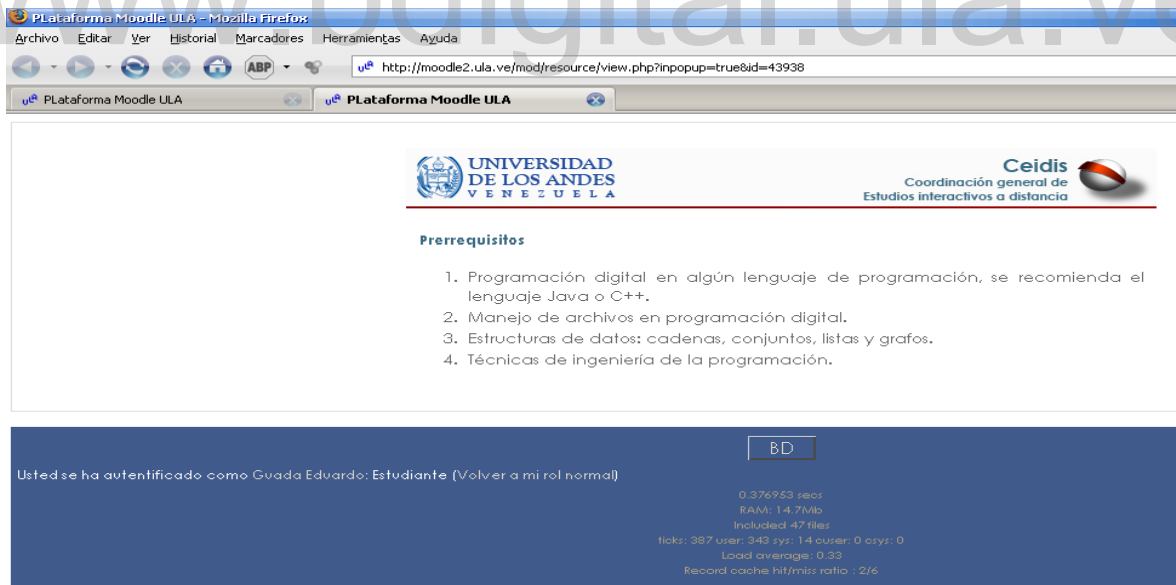 www.bdigital.ula.ve
PLataforma Moodle ULA - Mozilla Firefox
Archivo Editar Ver Historial Marcadores Herramientas Ayuda
ABP
http://moodle2.ula.ve/mod/resource/view.php?inpopup=true&id=43938
PLataforma Moodle ULA PLataforma Moodle ULA
UNIVERSIDAD
DE LOS ANDES
VENEZUELA
Ceidis
Coordinación general de
Estudios interactivos a distancia
Prerrequisitos
1. Programación digital en algún lenguaje de programación, se recomienda el
lenguaje Java o C++.
2. Manejo de archivos en programación digital.
3. Estructuras de datos: cadenas, conjuntos, listas y grafos.
4. Técnicas de ingeniería de la programación.
BD
Usted se ha autentificado como Guada Eduardo: Estudiante (Volver a mi rol normal)
0.376953 secs
RAM: 14.7Mb
Included 47 files
ticks: 387 user: 343 sys: 14 cuser: 0 csys: 0
Load average: 0.33
Record cache hit/miss ratio : 2/6